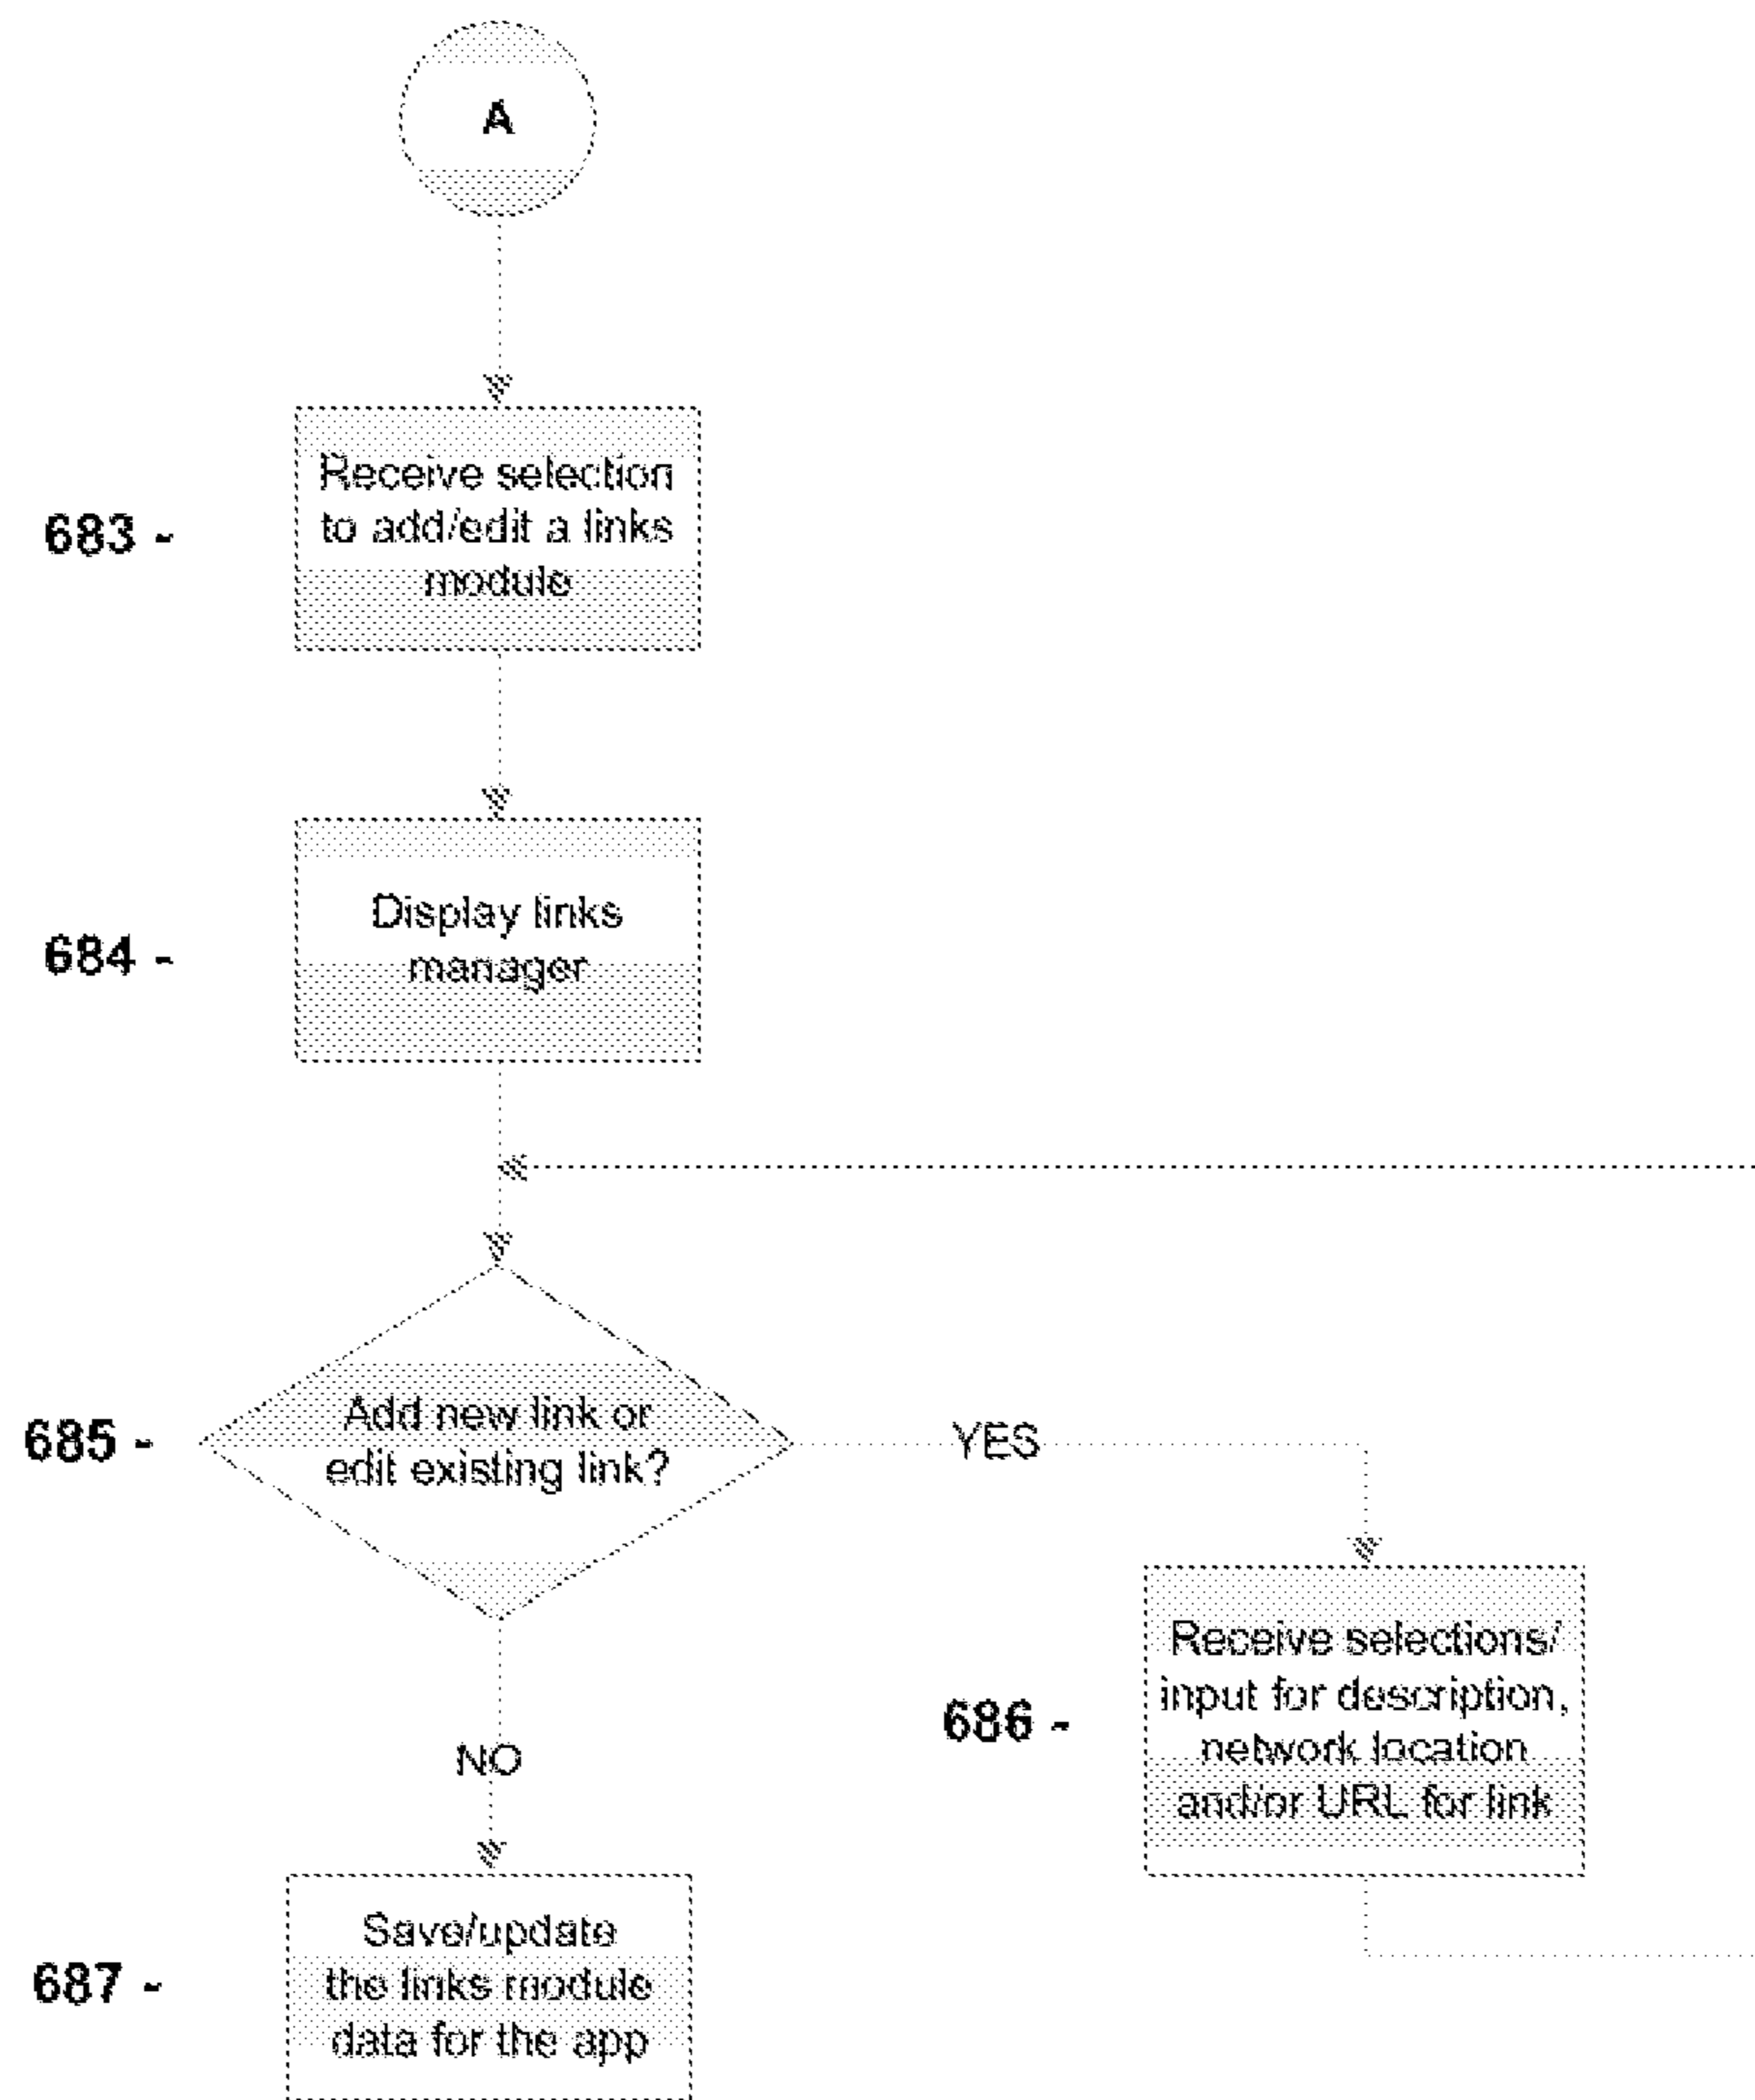 A
683 -
Receive selection
to add/edit a links
module
684 -
Display links
manager
685 -
Add new link or
edit existing link?
YES
686 -
Receive selections/
input for description,
network location
and/or URL for link
NO
687 -
Save/update
the links module
data for the app